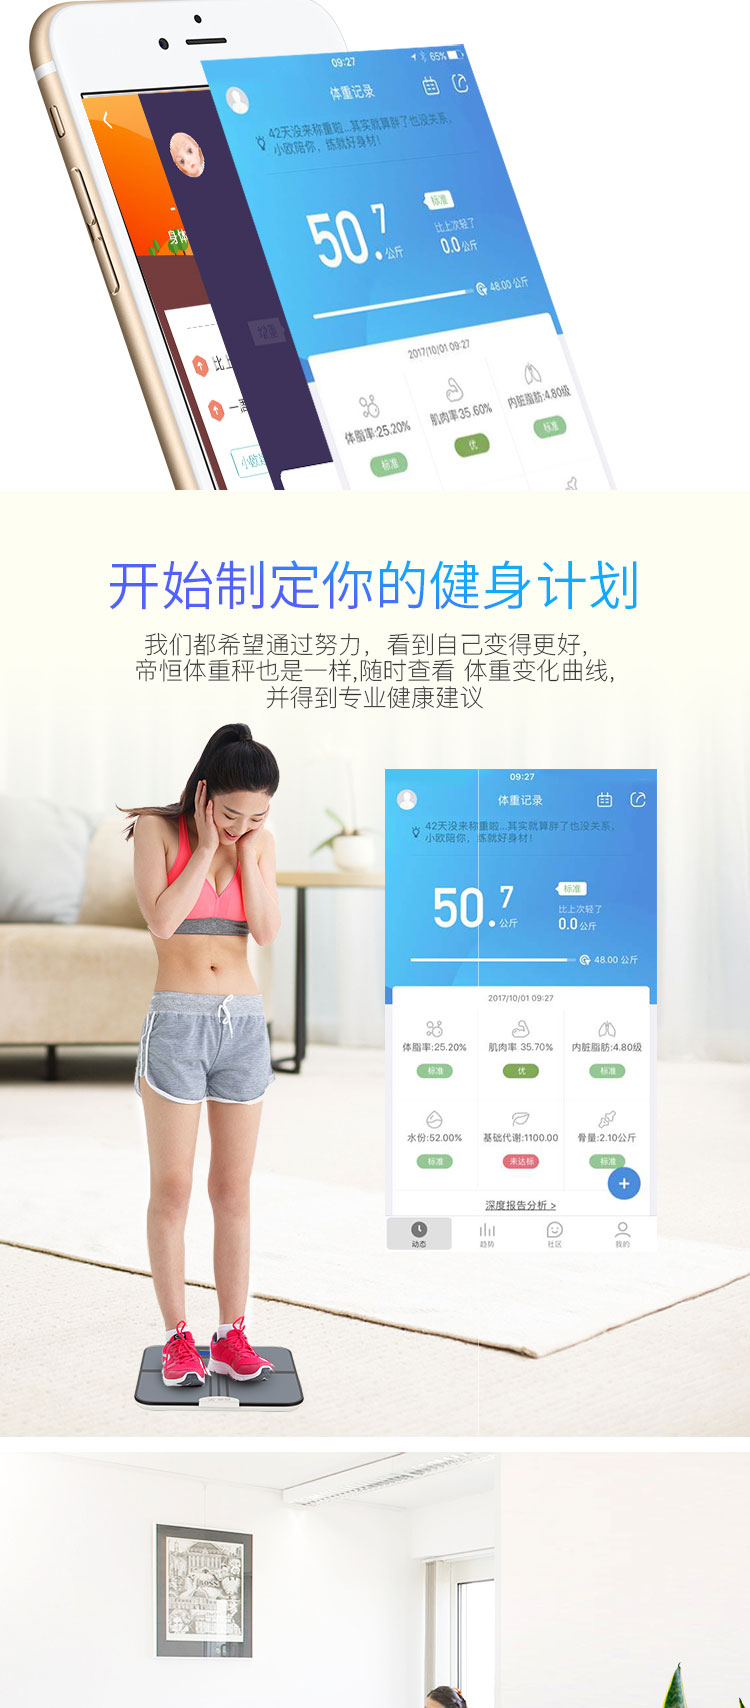 09:27
65%
体重记录
42天没来称重啦...其实就算胖了也没关系,
小欧陪你，练就好身材!
50.7公斤
标准
比上次轻了
0.0公斤
48.00公斤
2017/10/01 09:27
体脂率:25.20%
标准
肌肉率35.60%
优
内脏脂肪:4.80级
标准
身体
比上
一周
小欧
开始制定你的健身计划
我们都希望通过努力，看到自己变得更好,
帝恒体重秤也是一样,随时查看 体重变化曲线,
并得到专业健康建议
09:27
体重记录
42天没来称重啦...其实就算胖了也没关系,
小欧陪你，练就好身材!
50.7公斤
标准
比上次轻了
0.0公斤
48.00公斤
2017/10/01 09:27
体脂率:25.20% 肌肉率 35.70% 内脏脂肪:4.80级
标准 优 标准
水份:52.00% 基础代谢:1100.00 骨量:2.10公斤
标准 未达标 标准
深度报告分析 >
动态 趋势 社区 我的